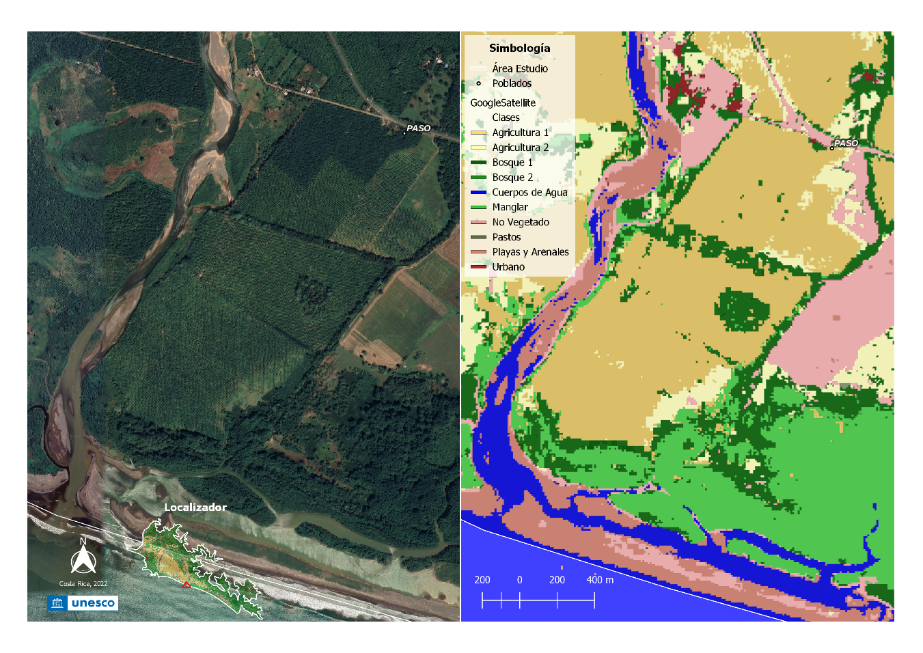 Simbología
Área Estudio
Poblados
GoogleSatellite
Clases
Agricultura 1
Agricultura 2
Bosque 1
Bosque 2
Cuerpos de Agua
Manglar
No Vegetado
Pastos
Playas y Arenales
Urbano
PASO
PASO
Localizador
N
Costa Rica, 2022
unesco
200 0 200 400 m